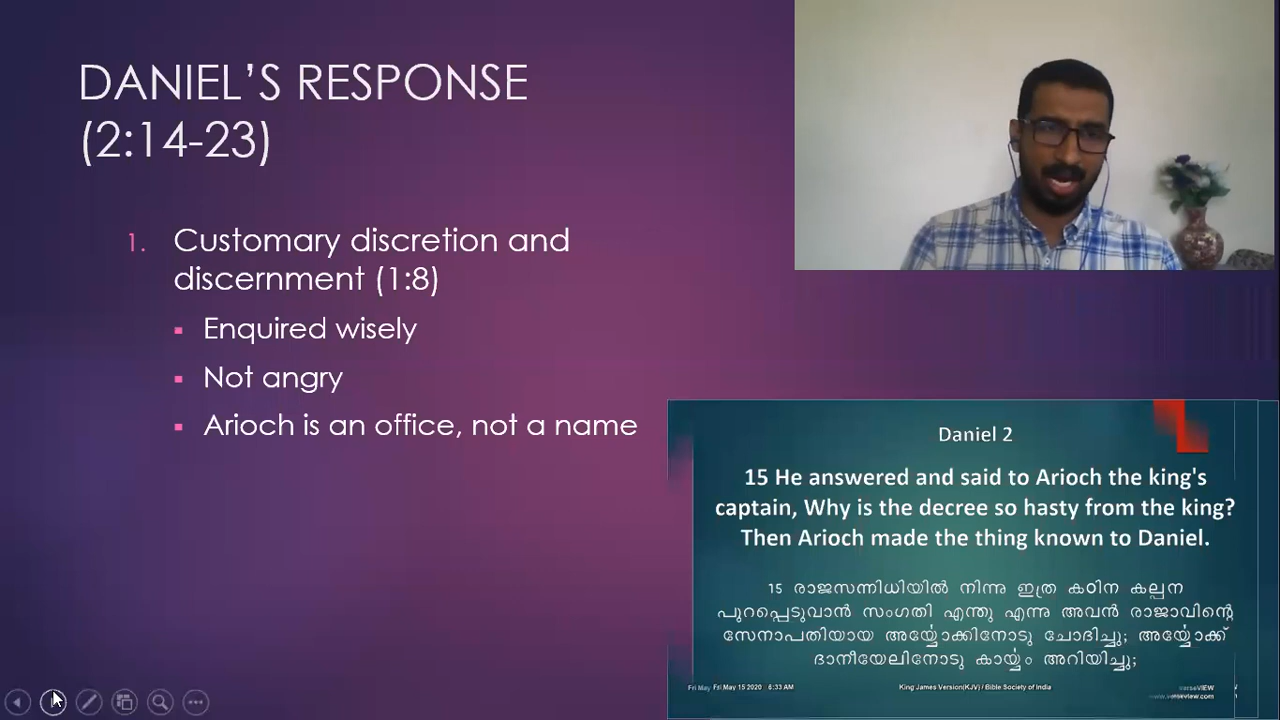 DANIEL'S RESPONSE
(2:14-23)
1. Customary discretion and
discernment (1:8)
▪ Enquired wisely
▪ Not angry
▪ Arioch is an office, not a name
Daniel 2
15 He answered and said to Arioch the king's
captain, Why is the decree so hasty from the king?
Then Arioch made the thing known to Daniel.
15 രാജസന്നിധിയിൽ നിന്നു ഇത്ര കഠിന കല്പന
പുറപ്പെടുവാൻ സംഗതി എന്തു എന്നു അവൻ രാജാവിന്റെ
സേനാപതിയായ അര്യ്യോക്കിനോടു ചോദിച്ചു; അര്യ്യോക്ക്
ദാനീയേലിനോടു കാര്യ്യം അറിയിച്ചു;
Fri May Fri May 15 2020 6:33 AM
King James Version(KJV) / Bible Society of India
verseVIEW
www.verseview.com